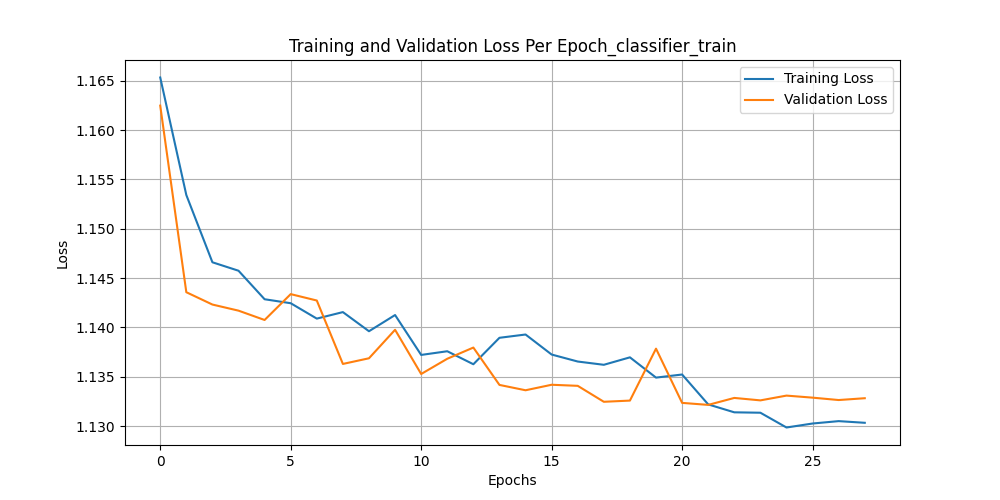 Training and Validation Loss Per Epoch_classifier_train
Training Loss
Validation Loss
1.165
1.160
1.155
1.150
1.145
1.140
1.135
1.130
Loss
0 5 10 15 20 25
Epochs